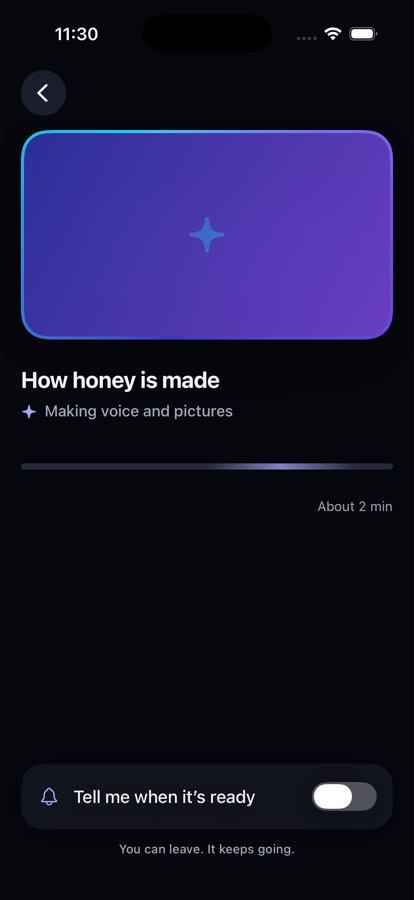 11:30
How honey is made
Making voice and pictures
About 2 min
Tell me when it’s ready
You can leave. It keeps going.